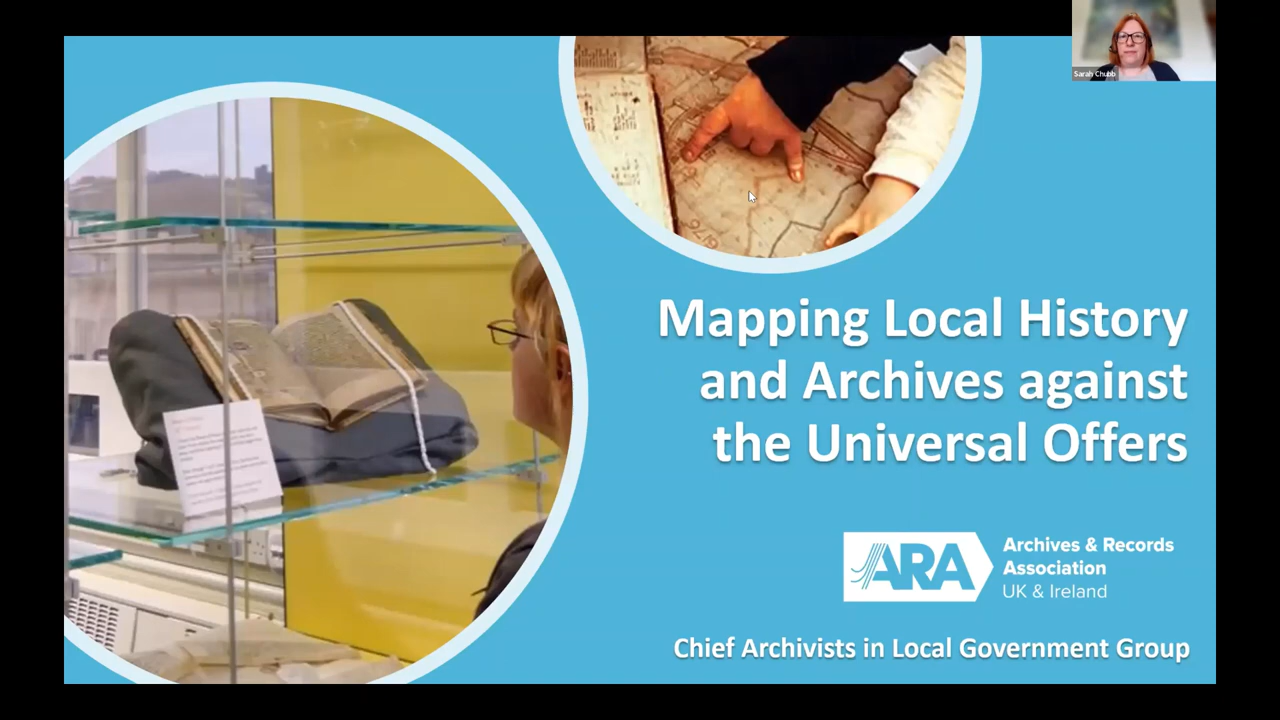 Sarah Chubb
Mapping Local History
and Archives against
the Universal Offers
ARA
Archives & Records
Association
UK & Ireland
Chief Archivists in Local Government Group